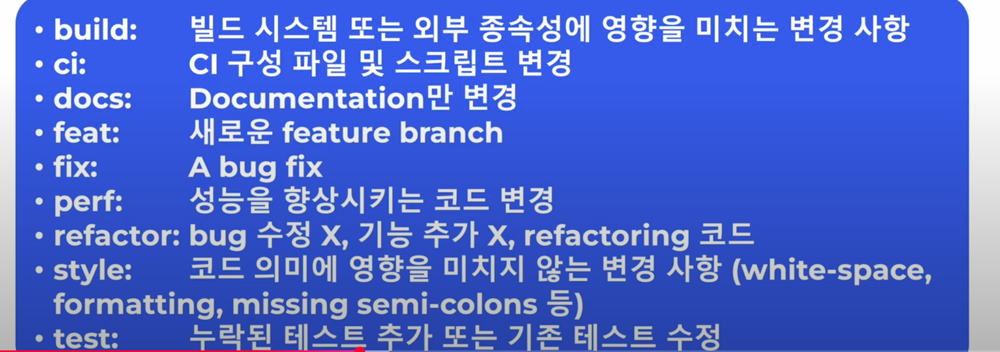 • build: 빌드 시스템 또는 외부 종속성에 영향을 미치는 변경 사항
• ci: CI 구성 파일 및 스크립트 변경
• docs: Documentation만 변경
• feat: 새로운 feature branch
• fix: A bug fix
• perf: 성능을 향상시키는 코드 변경
• refactor: bug 수정 X, 기능 추가 X, refactoring 코드
• style: 코드 의미에 영향을 미치지 않는 변경 사항 (white-space,
formatting, missing semi-colons 등)
• test: 누락된 테스트 추가 또는 기존 테스트 수정